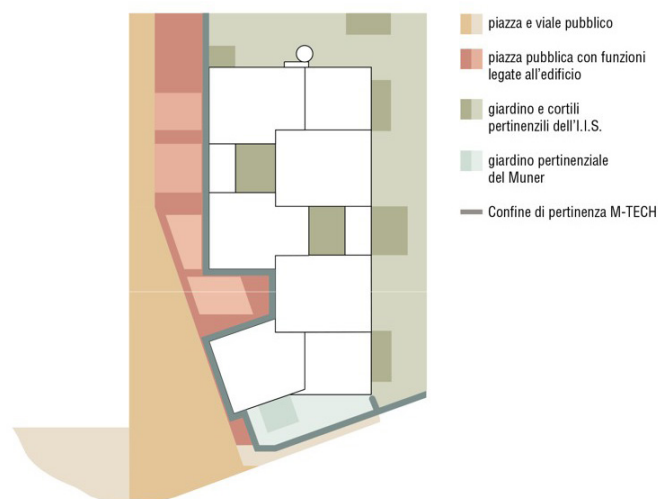 piazza e viale pubblico
piazza pubblica con funzioni
legate all'edificio
giardino e cortili
pertinenzili dell'I.I.S.
giardino pertinenziale
del Muner
Confine di pertinenza M-TECH